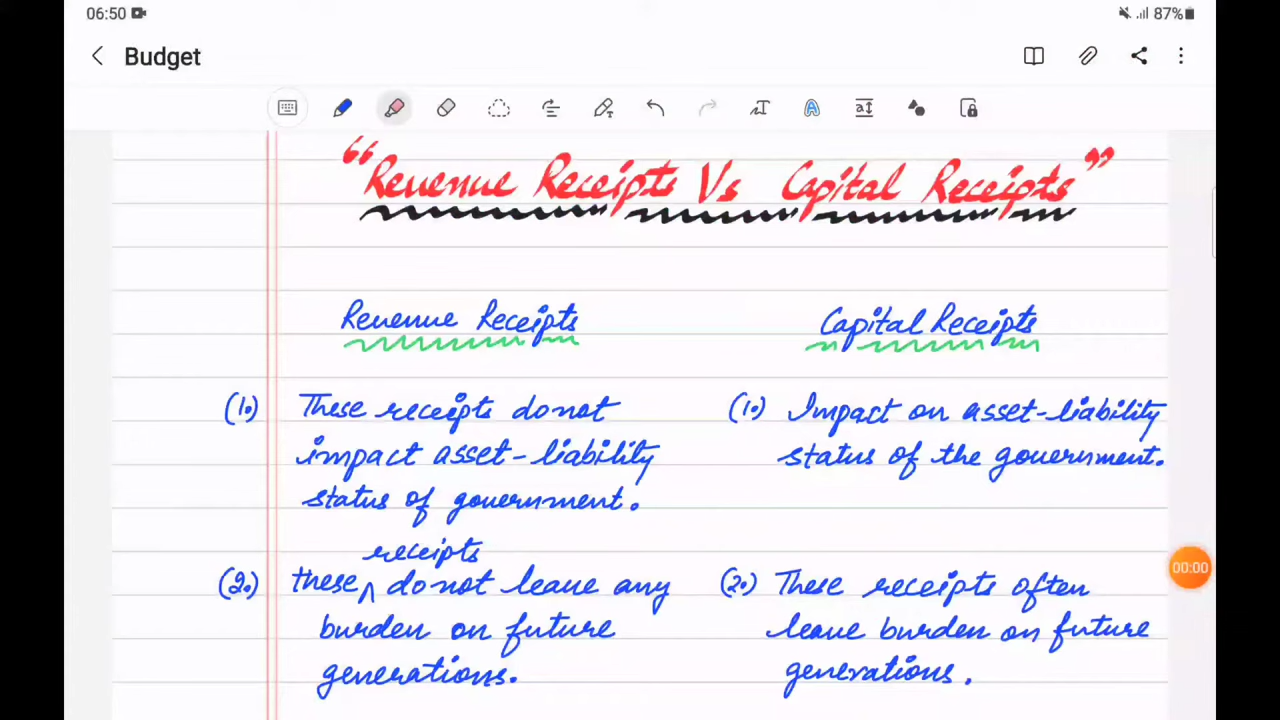 06:50
87%
Budget
"Revenue Receipts Vs Capital Receipts"
Revenue Receipts
(1.) These receipts do not
impact asset-liability
status of government.
receipts
(2.) these ^ do not leave any
burden on future
generations.
Capital Receipts
(1.) Impact on asset-liability
status of the government.
(2.) These receipts often
leave burden on future
generations.
00:00